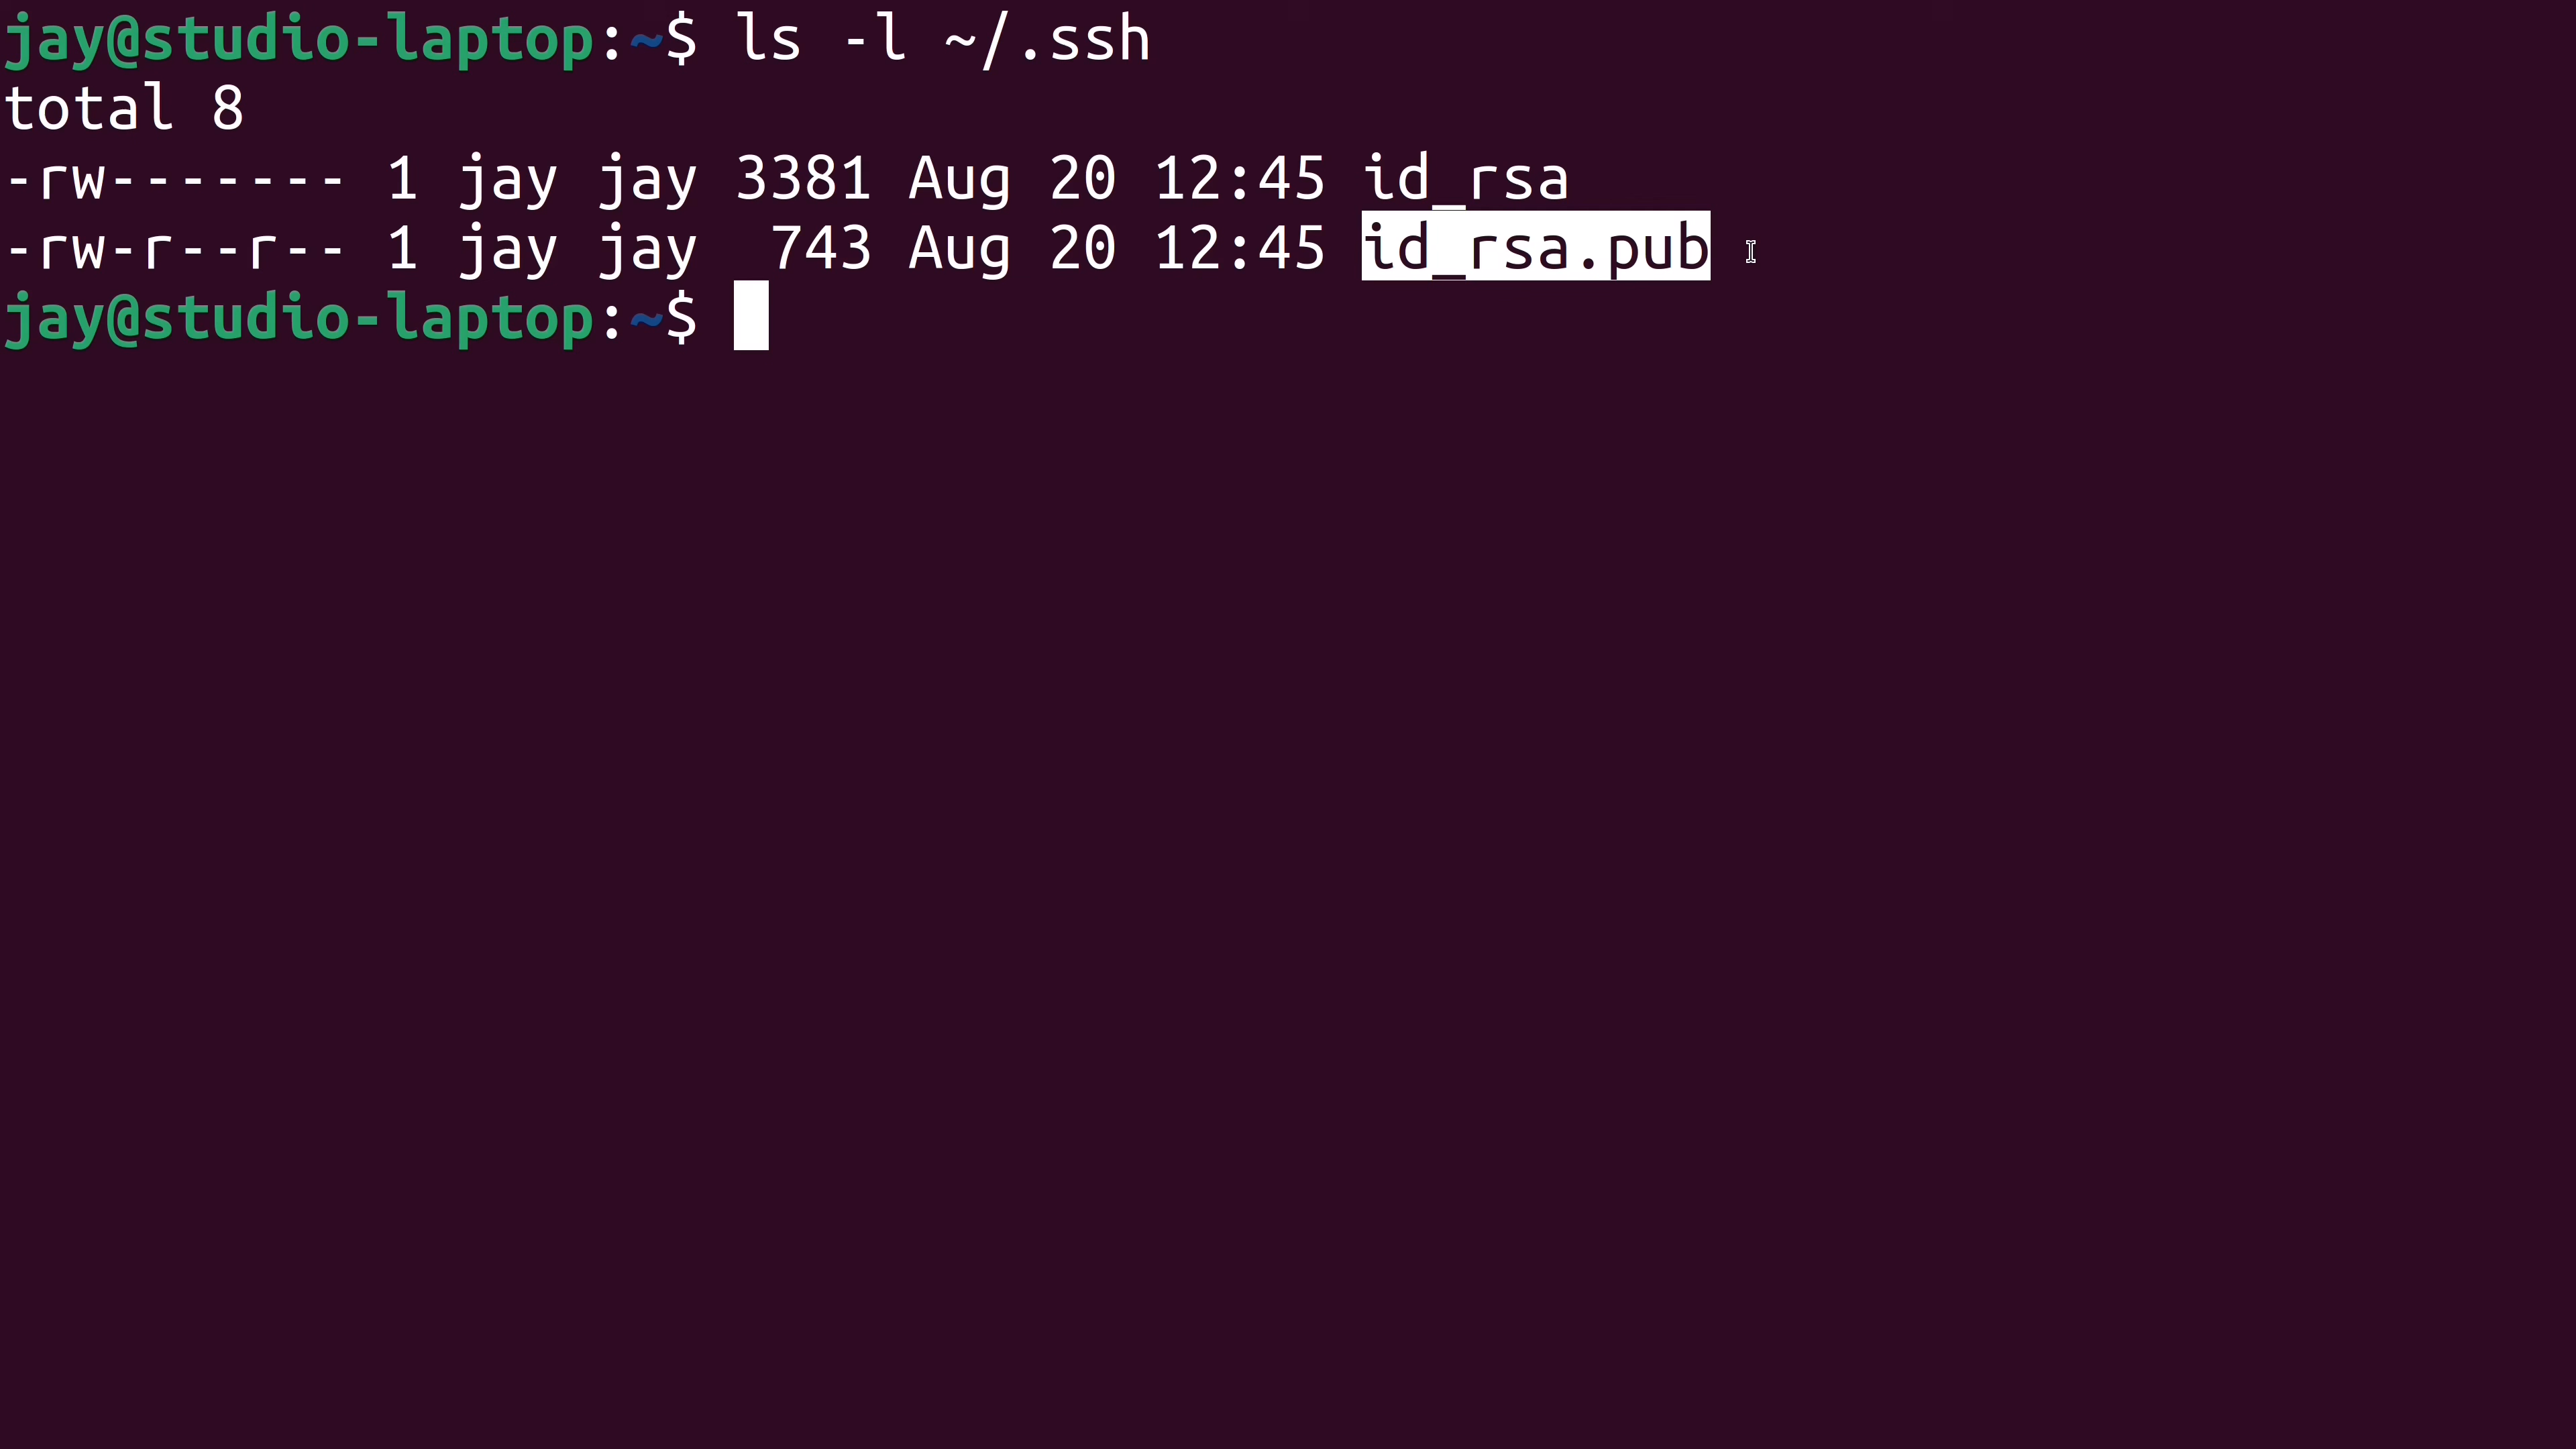 jay@studio-laptop:~$ ls -l ~/.ssh
total 8
-rw------- 1 jay jay 3381 Aug 20 12:45 id_rsa
-rw-r--r-- 1 jay jay  743 Aug 20 12:45 id_rsa.pub
jay@studio-laptop:~$